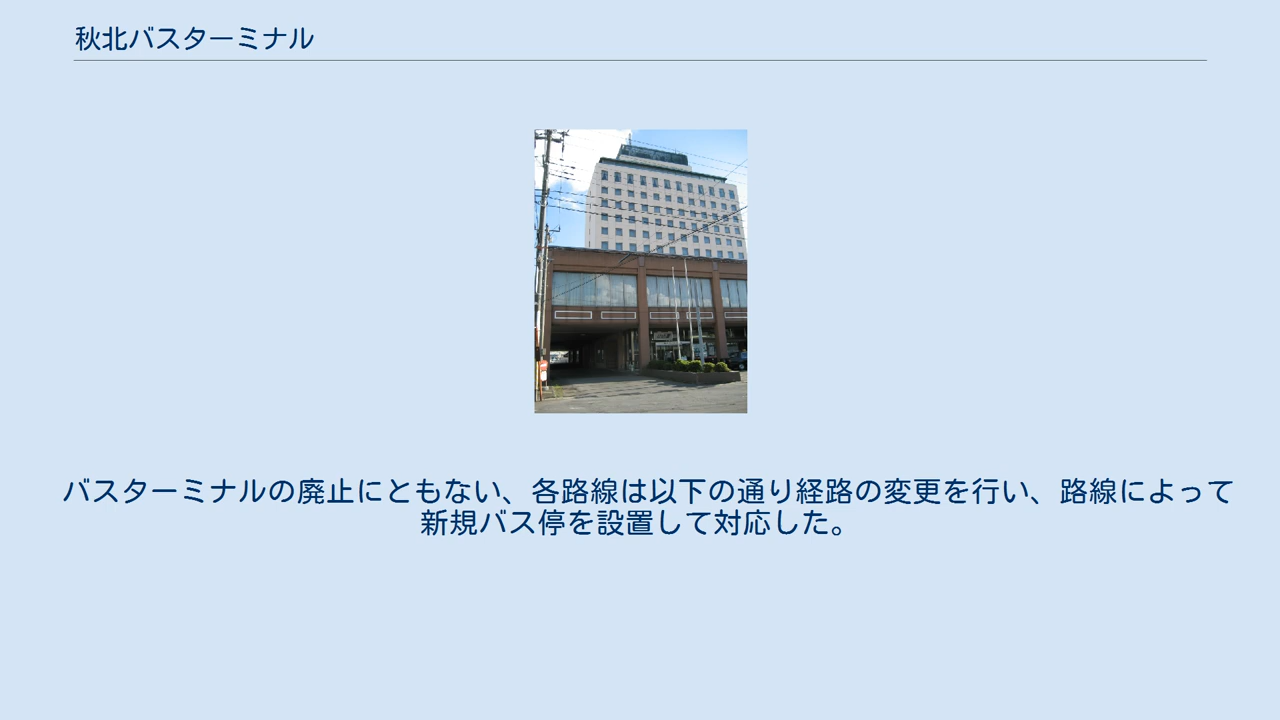 秋北バスターミナル
バスターミナルの廃止にともない、各路線は以下の通り経路の変更を行い、路線によって
新規バス停を設置して対応した。